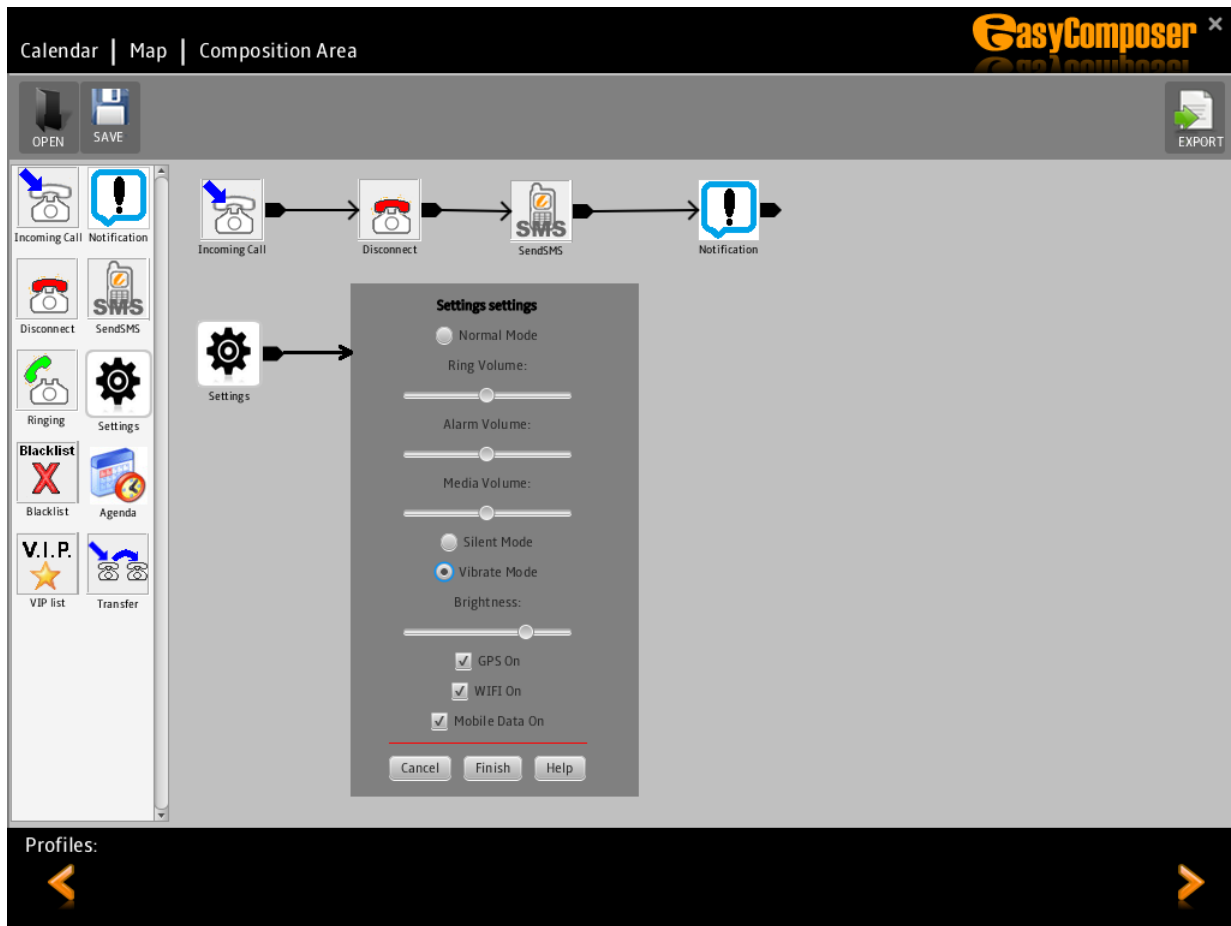 Calendar | Map | Composition Area
EasyComposer ×
OPEN SAVE
EXPORT
Incoming Call Notification
Disconnect SendSMS
SMS
Ringing Settings
Blacklist
Blacklist Agenda
V.I.P.
VIP list Transfer
SMS
Incoming Call Disconnect SendSMS Notification
Settings
Settings settings
Normal Mode
Ring Volume:
Alarm Volume:
Media Volume:
Silent Mode
Vibrate Mode
Brightness:
GPS On
WIFI On
Mobile Data On
Cancel Finish Help
Profiles: